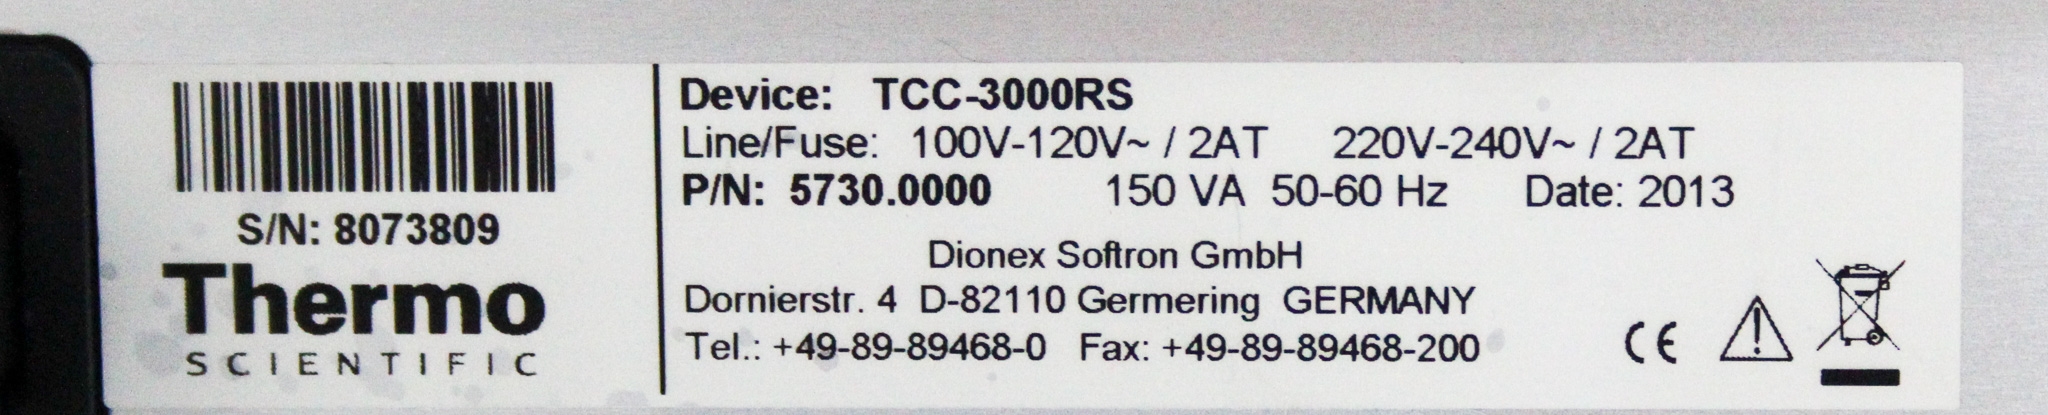 S/N: 8073809
Thermo
SCIENTIFIC
Device: TCC-3000RS
Line/Fuse: 100V-120V~ / 2AT 220V-240V~ / 2AT
P/N: 5730.0000 150 VA 50-60 Hz Date: 2013
Dionex Softron GmbH
Dornierstr. 4 D-82110 Germering GERMANY
Tel.: +49-89-89468-0 Fax: +49-89-89468-200
CE